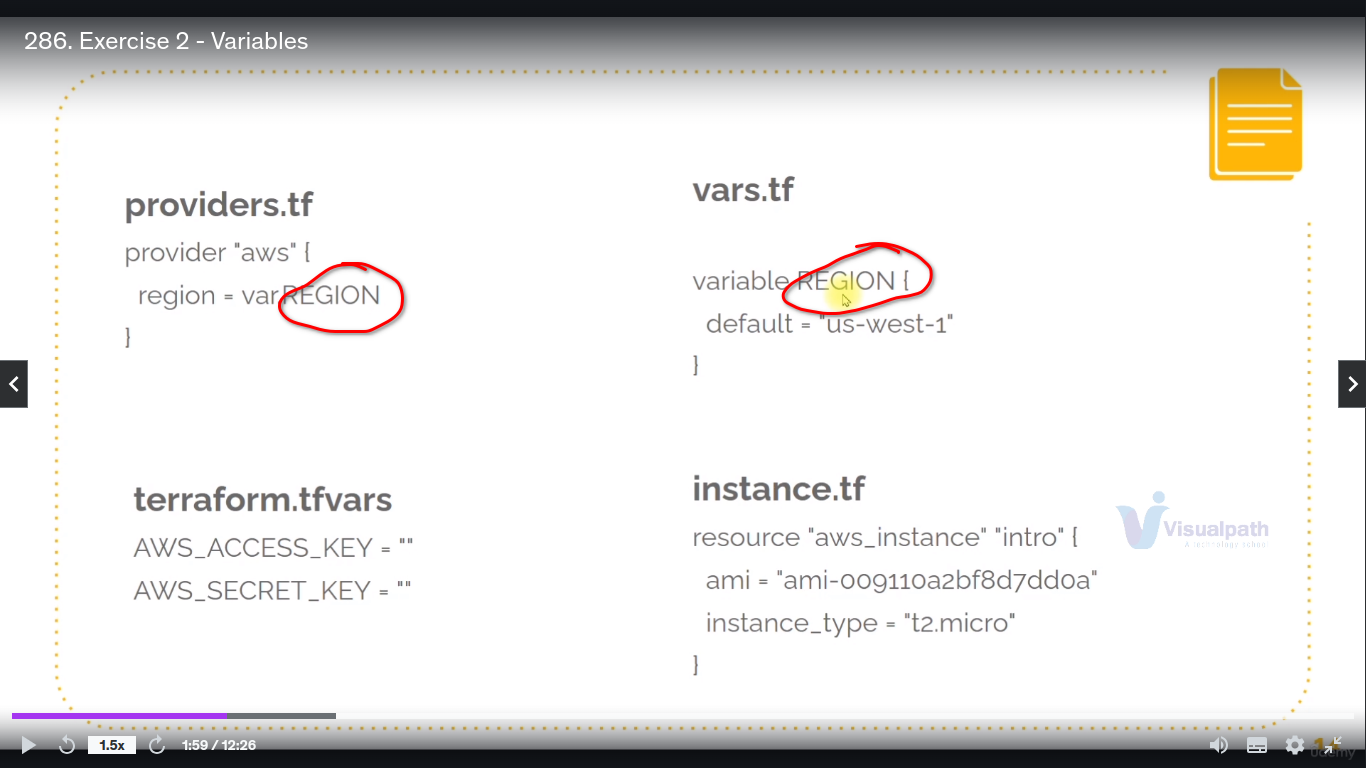 286. Exercise 2 - Variables
providers.tf
provider "aws" {
region = var.REGION
}
vars.tf
variable REGION {
default = "us-west-1"
}
terraform.tfvars
AWS_ACCESS_KEY = ""
AWS_SECRET_KEY = ""
instance.tf
resource "aws_instance" "intro" {
ami = "ami-009110a2bf8d7dd0a"
instance_type = "t2.micro"
}
Visualpath
A technology school
1.5x
1:59 / 12:26
udemy